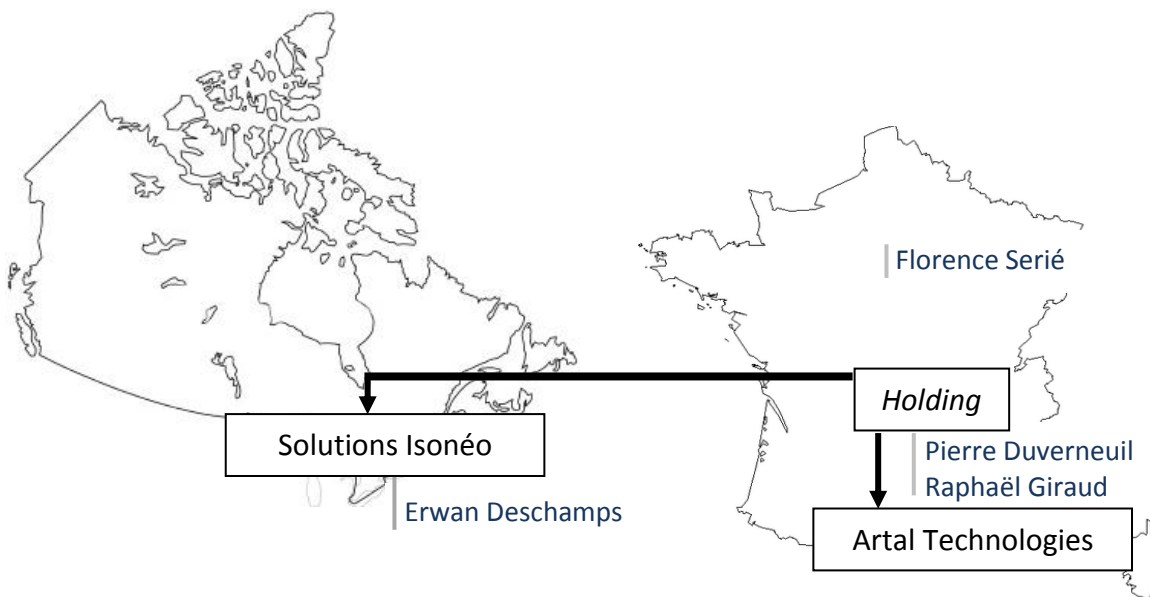 Florence Serié
Holding
Solutions Isonéo
Pierre Duverneuil
Raphaël Giraud
Erwan Deschamps
Artal Technologies